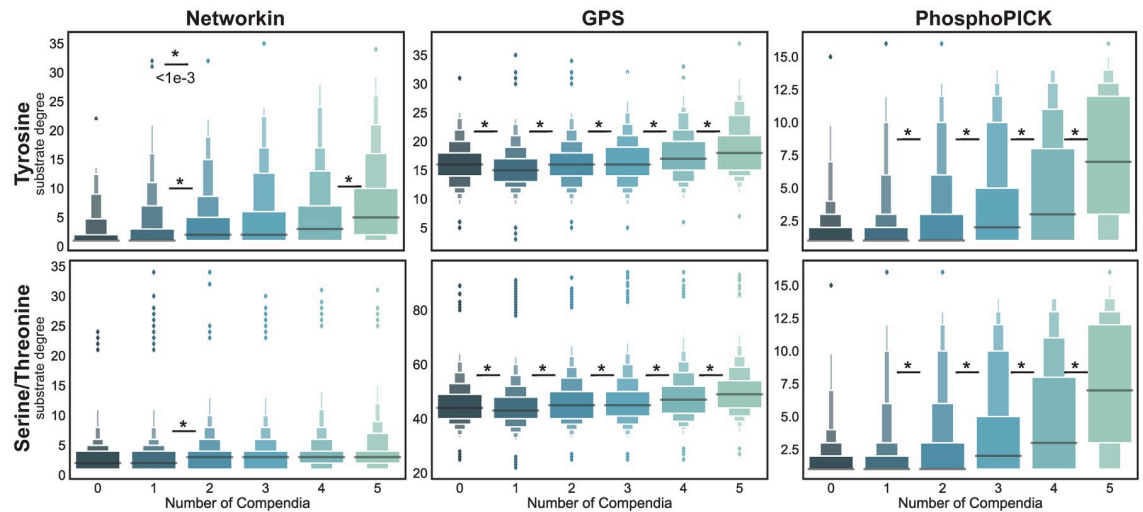 Networkin
GPS
PhosphoPICK
Tyrosine
substrate degree
35
30
25
20
15
10
5
0
*
<1e-3
*
*
35
30
25
20
15
10
5
* * * * *
15.0
12.5
10.0
7.5
5.0
2.5
* * * *
Serine/Threonine
substrate degree
35
30
25
20
15
10
5
0
*
80
60
40
20
* * * * *
15.0
12.5
10.0
7.5
5.0
2.5
* * * *
0 1 2 3 4 5
Number of Compendia
0 1 2 3 4 5
Number of Compendia
0 1 2 3 4 5
Number of Compendia